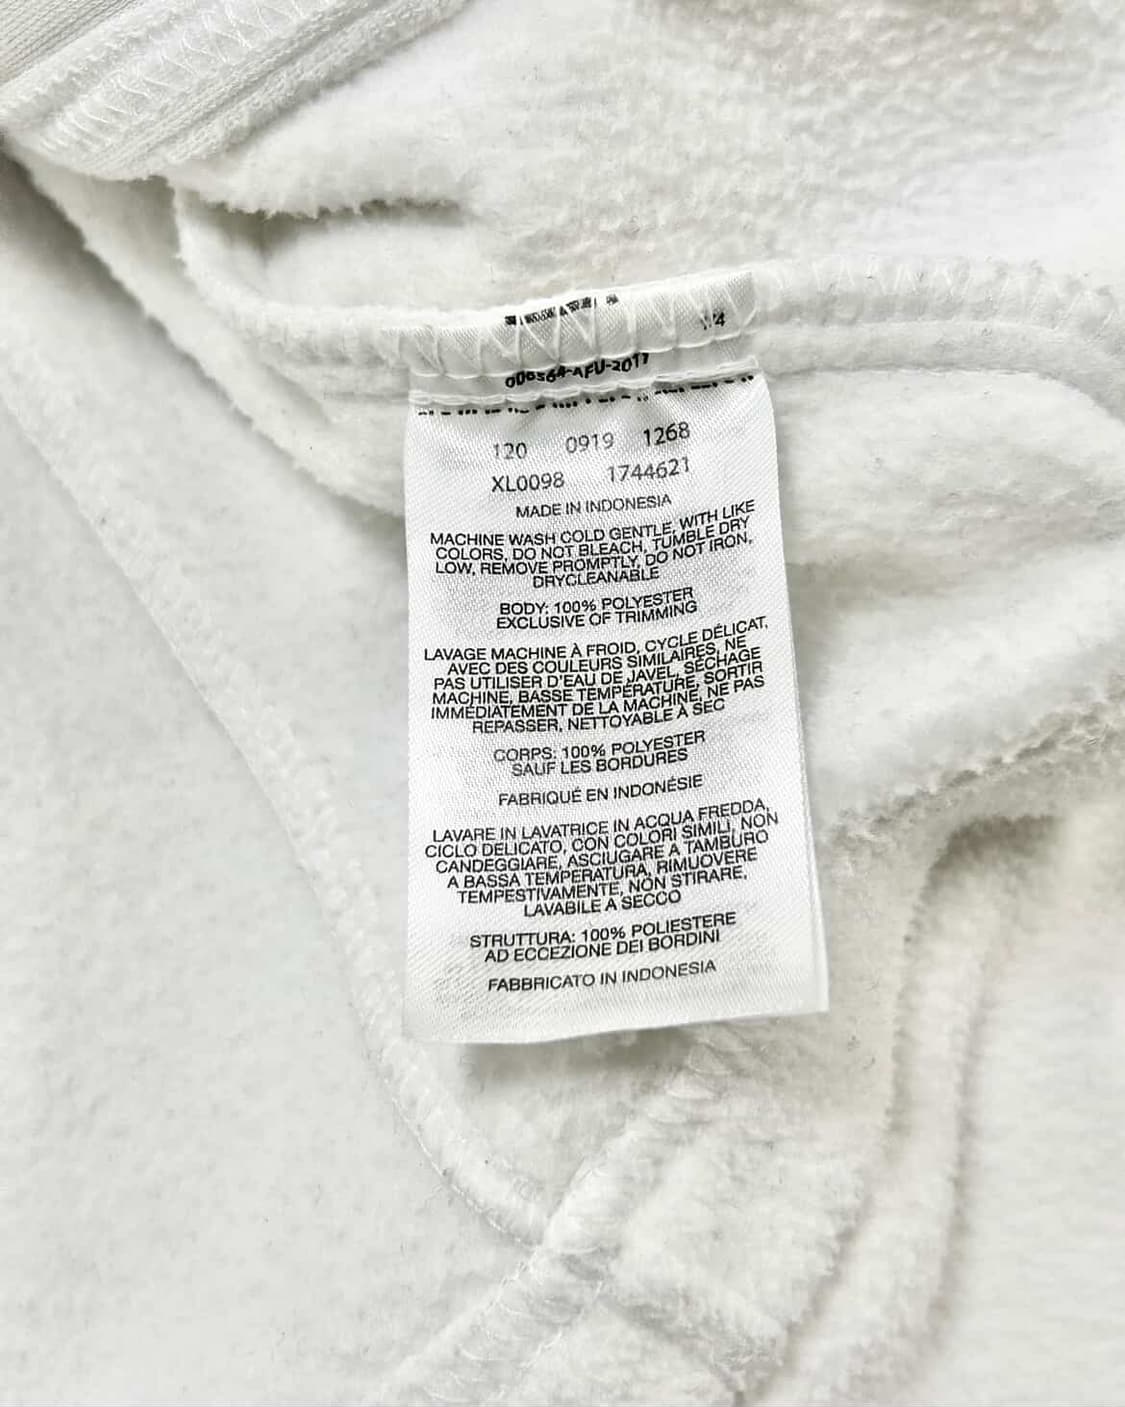 006564-AFU-2017
120 0919 1268
XL0098 1744621
MADE IN INDONESIA
MACHINE WASH COLD GENTLE, WITH LIKE
COLORS, DO NOT BLEACH, TUMBLE DRY
LOW, REMOVE PROMPTLY, DO NOT IRON,
DRYCLEANABLE
BODY: 100% POLYESTER
EXCLUSIVE OF TRIMMING
LAVAGE MACHINE À FROID, CYCLE DÉLICAT,
AVEC DES COULEURS SIMILAIRES, NE
PAS UTILISER D'EAU DE JAVEL, SÉCHAGE
MACHINE, BASSE TEMPÉRATURE, SORTIR
IMMÉDIATEMENT DE LA MACHINE, NE PAS
REPASSER, NETTOYABLE À SEC
CORPS: 100% POLYESTER
SAUF LES BORDURES
FABRIQUÉ EN INDONÉSIE
LAVARE IN LAVATRICE IN ACQUA FREDDA,
CICLO DELICATO, CON COLORI SIMILI, NON
CANDEGGIARE, ASCIUGARE A TAMBURO
A BASSA TEMPERATURA, RIMUOVERE
TEMPESTIVAMENTE, NON STIRARE,
LAVABILE A SECCO
STRUTTURA: 100% POLIESTERE
AD ECCEZIONE DEI BORDINI
FABBRICATO IN INDONESIA